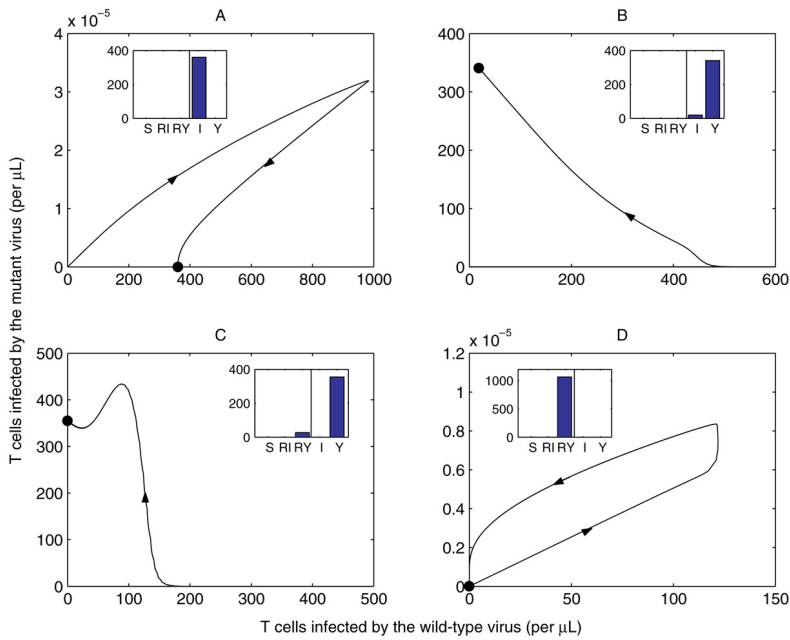 A
x 10⁻⁵
4
3
2
1
0
0 200 400 600 800 1000
400
200
0
S RI RY I Y
B
400
300
200
100
0
0 200 400 600
400
200
0
S RI RY I Y
C
500
400
300
200
100
0
0 100 200 300 400 500
400
200
0
S RI RY I Y
D
x 10⁻⁵
1.2
1
0.8
0.6
0.4
0.2
0
0 50 100 150
1000
500
0
S RI RY I Y
T cells infected by the mutant virus (per μL)
T cells infected by the wild-type virus (per μL)